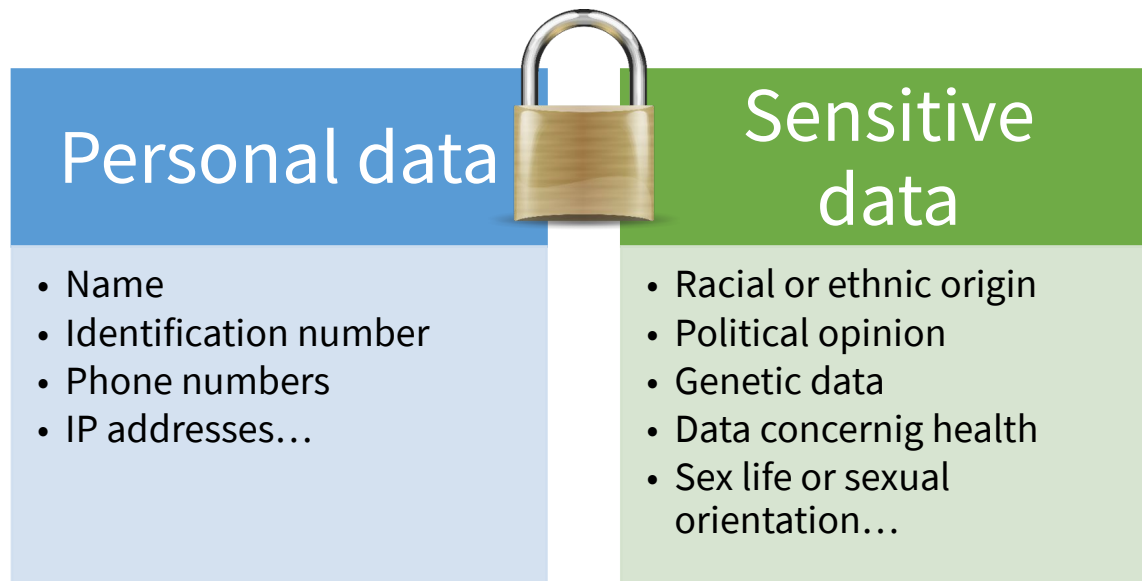 Personal data
• Name
• Identification number
• Phone numbers
• IP addresses…
Sensitive
data
• Racial or ethnic origin
• Political opinion
• Genetic data
• Data concernig health
• Sex life or sexual
orientation…